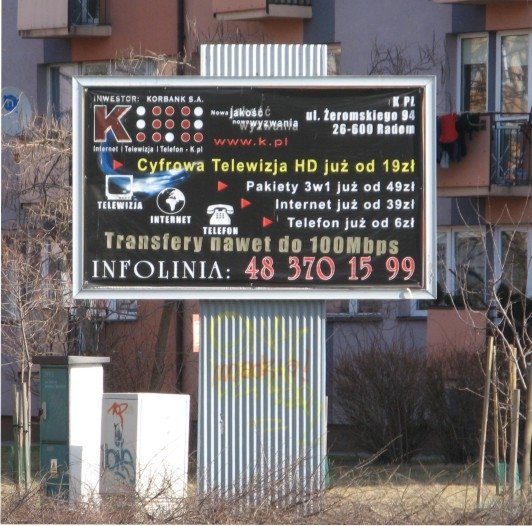 INWESTOR: KORBANK S.A.
K
Internet I Telewizja I Telefon - K.pl
Nowa jakość
nowe wyzwania
www.k.pl
K PL
ul. Żeromskiego 94
26-600 Radom
Cyfrowa Telewizja HD już od 19zł
Pakiety 3w1 już od 49zł
Internet już od 39zł
Telefon już od 6zł
TELEWIZJA
INTERNET
TELEFON
Transfery nawet do 100Mbps
INFOLINIA: 48 370 15 99